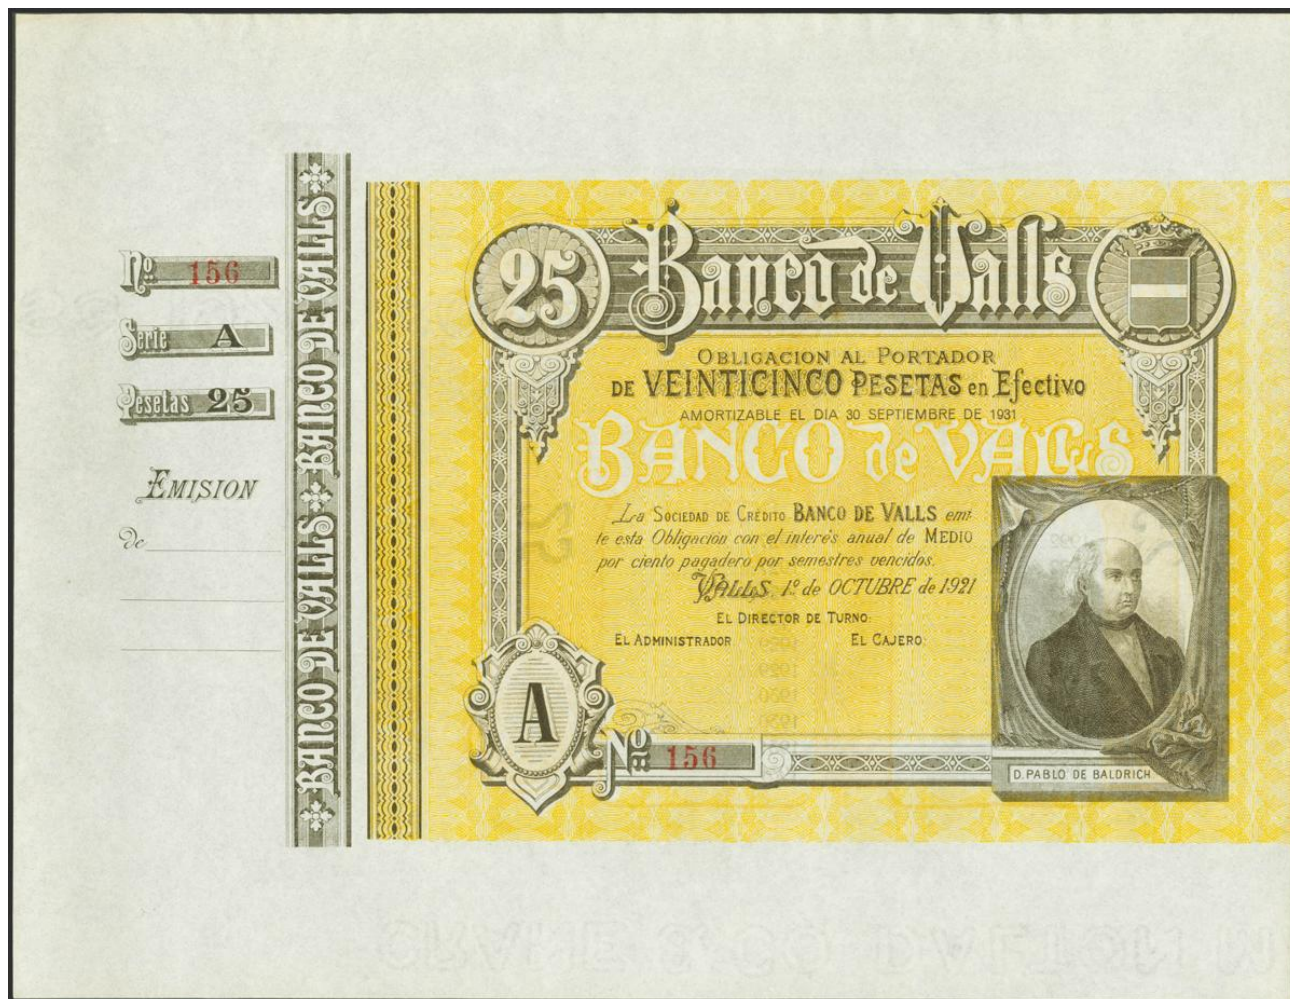 Nº 156
Serie A
Pesetas 25
EMISION
de
BANCO DE VALLS BANCO DE VALLS
25 Banco de Valls
OBLIGACION AL PORTADOR
DE VEINTICINCO PESETAS en Efectivo
AMORTIZABLE EL DIA 30 SEPTIEMBRE DE 1931
BANCO de VALLS
La SOCIEDAD DE CREDITO BANCO DE VALLS emi-
te esta Obligación con el interés anual de MEDIO
por ciento pagadero por semestres vencidos.
VALLS, 1º de OCTUBRE de 1921
EL DIRECTOR DE TURNO:
EL ADMINISTRADOR EL CAJERO:
A
Nº 156
D. PABLO DE BALDRICH